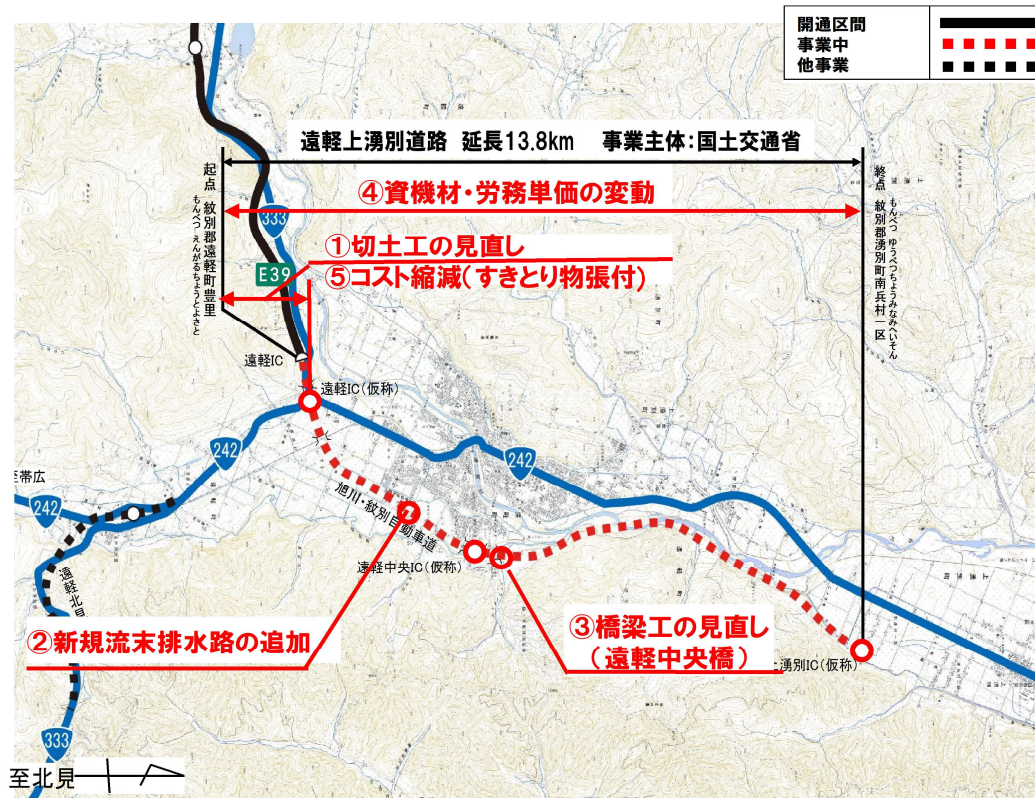 開通区間
事業中
他事業
遠軽上湧別道路 延長13.8km 事業主体:国土交通省
④資機材・労務単価の変動
起点 紋別郡遠軽町豊里
もんべつ えんがるちょうとよさと
終点 紋別郡湧別町南兵村一区
もんべつ ゆうべつちょうみなみへいそん
333
①切土工の見直し
E39
⑤コスト縮減(すきとり物張付)
遠軽IC
遠軽IC(仮称)
242
242
至帯広
242
旭川・紋別自動車道
遠軽中央IC(仮称)
遠軽北見
②新規流末排水路の追加
③橋梁工の見直し
(遠軽中央橋)
上湧別IC(仮称)
333
至北見